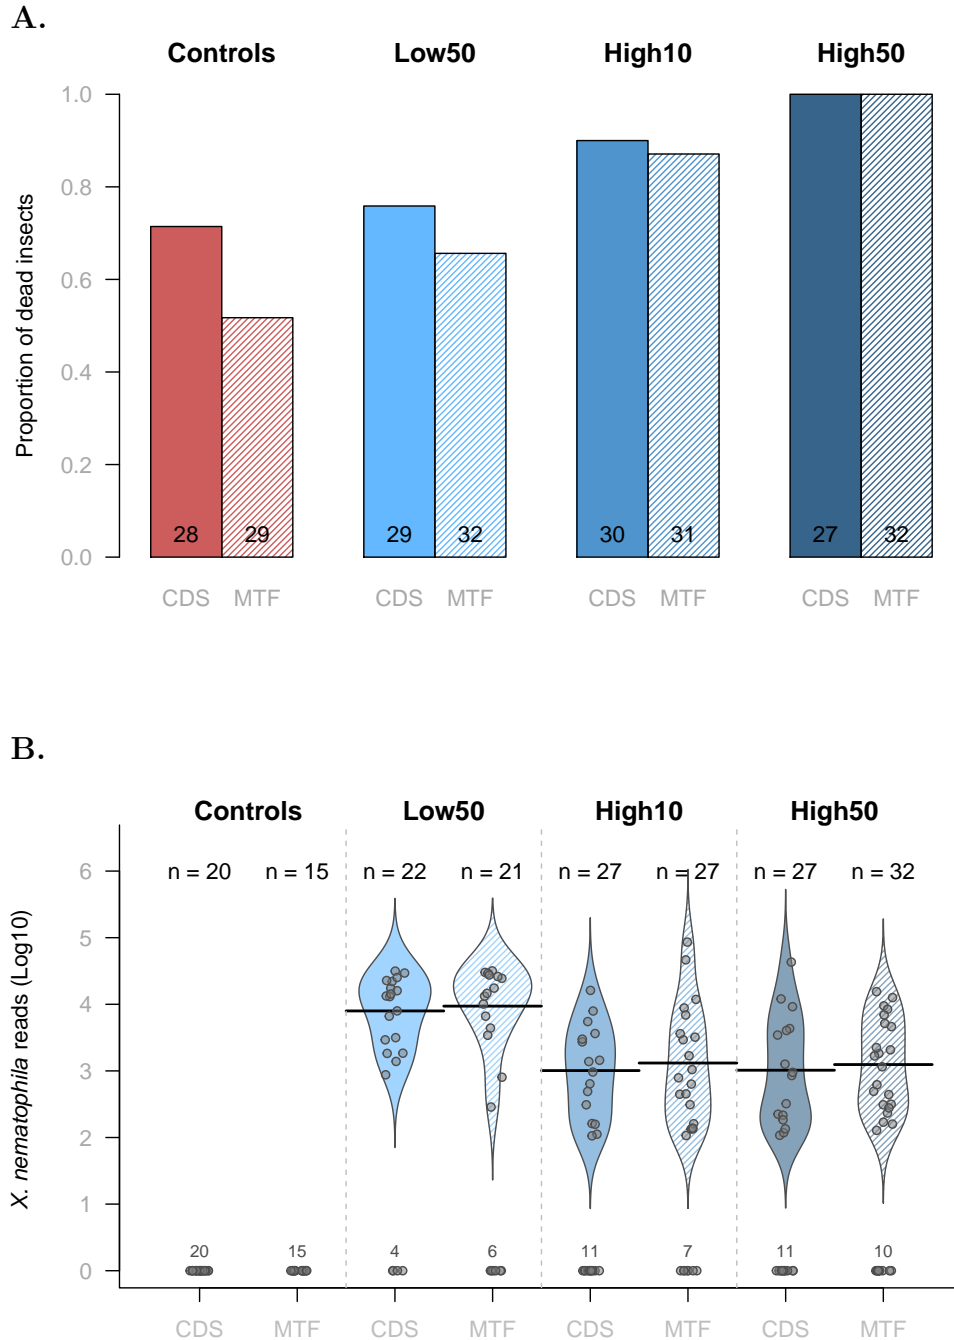 A.
Controls Low50 High10 High50
Proportion of dead insects
1.0
0.8
0.6
0.4
0.2
0.0
28 29 29 32 30 31 27 32
CDS MTF CDS MTF CDS MTF CDS MTF
B.
Controls Low50 High10 High50
X. nematophila reads (Log10)
n = 20 n = 15 n = 22 n = 21 n = 27 n = 27 n = 27 n = 32
6
5
4
3
2
1
0
20 15 4 6 11 7 11 10
CDS MTF CDS MTF CDS MTF CDS MTF